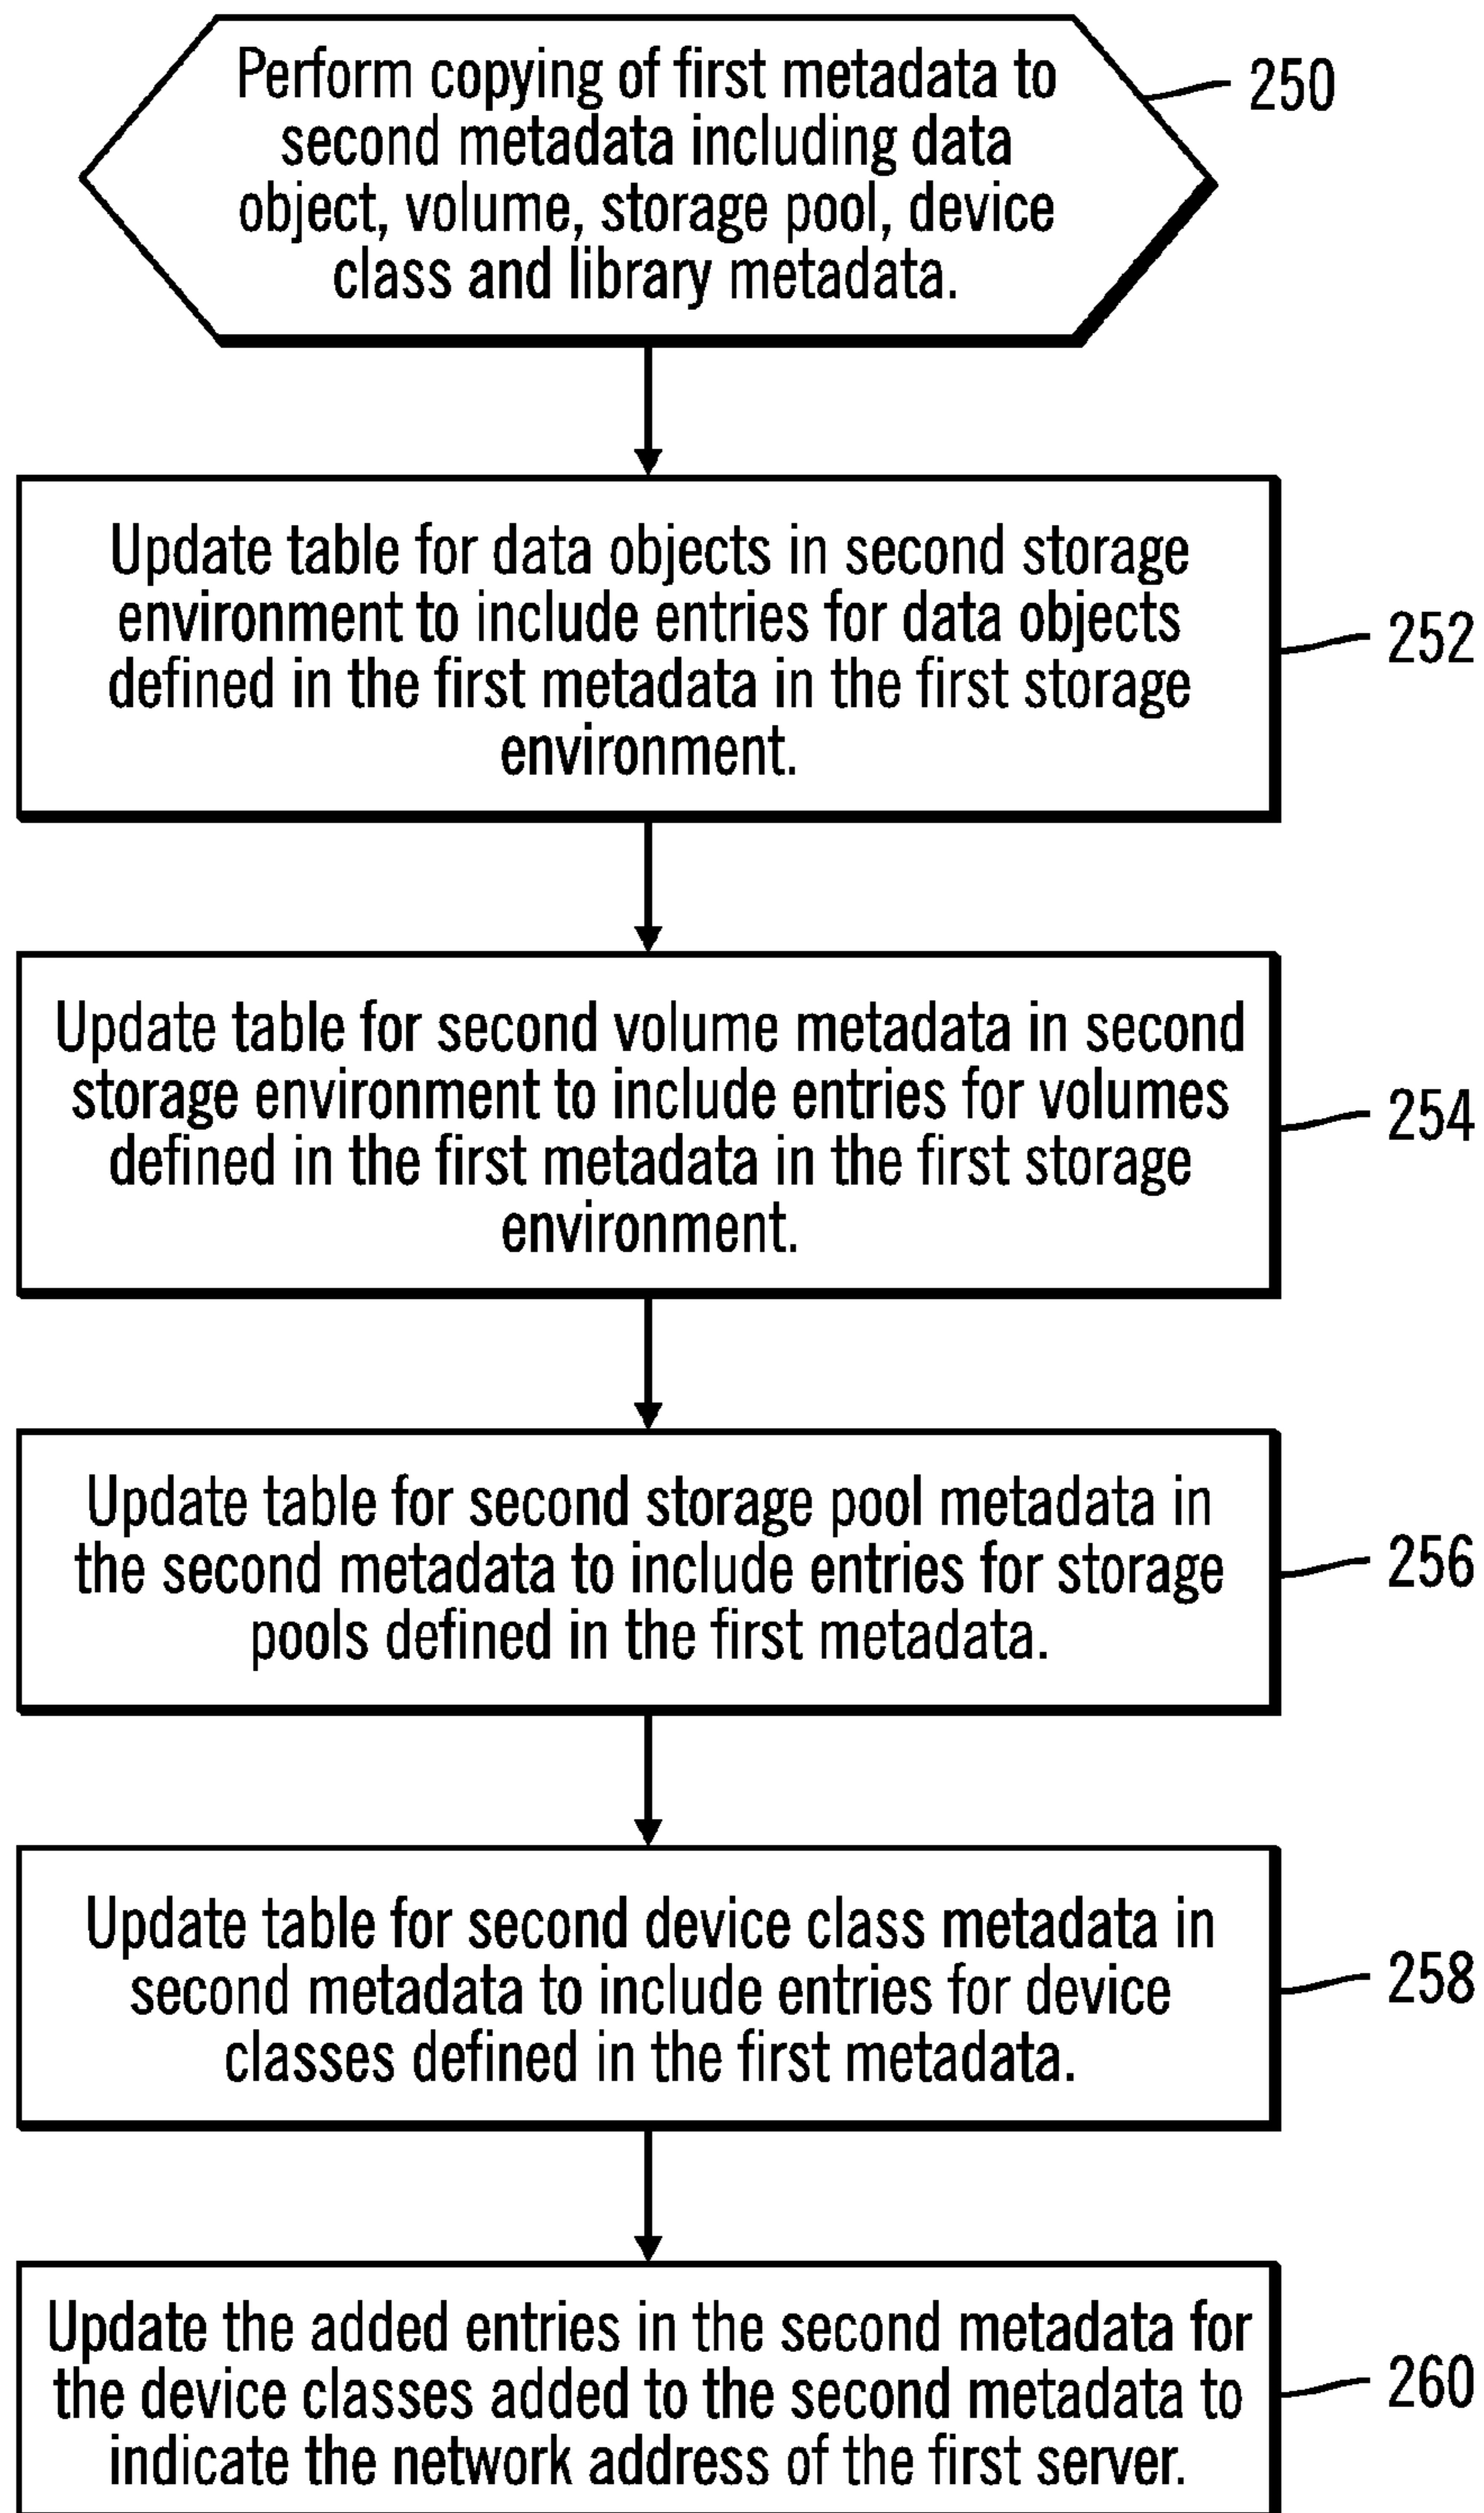 Perform copying of first metadata to
second metadata including data
object, volume, storage pool, device
class and library metadata.
250
Update table for data objects in second storage
environment to include entries for data objects
defined in the first metadata in the first storage
environment.
252
Update table for second volume metadata in second
storage environment to include entries for volumes
defined in the first metadata in the first storage
environment.
254
Update table for second storage pool metadata in
the second metadata to include entries for storage
pools defined in the first metadata.
256
Update table for second device class metadata in
second metadata to include entries for device
classes defined in the first metadata.
258
Update the added entries in the second metadata for
the device classes added to the second metadata to
indicate the network address of the first server.
260